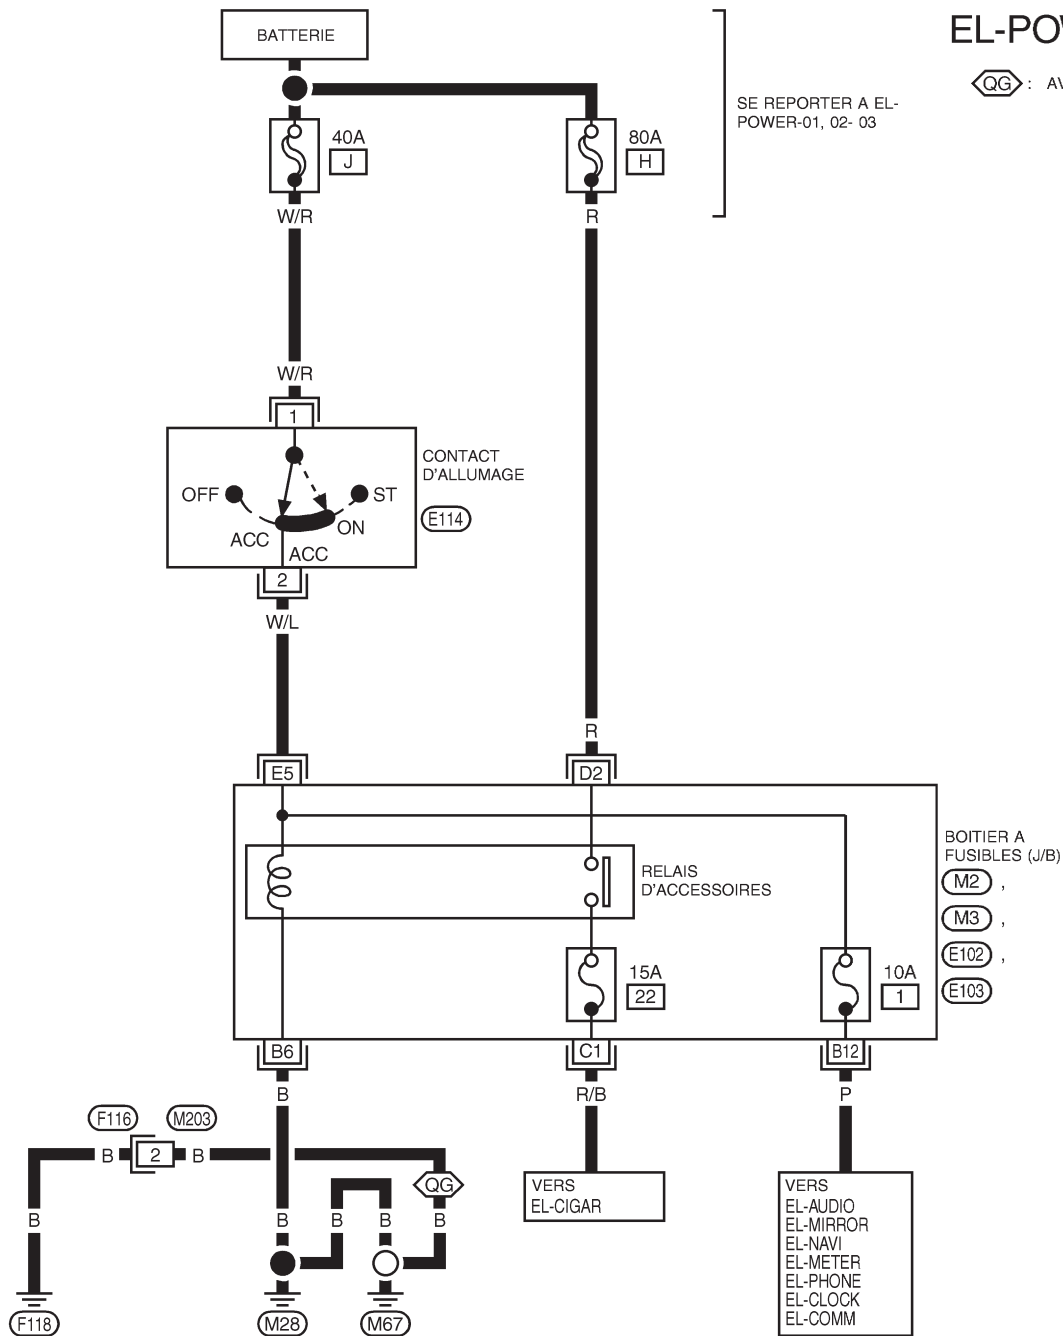 BATTERIE
EL-POW
QG : AV
SE REPORTER A EL-
POWER-01, 02- 03
40A
J
80A
H
W/R
R
W/R
1
CONTACT
D'ALLUMAGE
OFF
ST
ON
ACC
ACC
E114
2
W/L
R
E5
D2
BOITIER A
FUSIBLES (J/B)
M2 ,
M3 ,
E102 ,
E103
RELAIS
D'ACCESSOIRES
15A
22
10A
1
B6
C1
B12
B
R/B
P
F116
M203
B
2
B
QG
VERS
EL-CIGAR
VERS
EL-AUDIO
EL-MIRROR
EL-NAVI
EL-METER
EL-PHONE
EL-CLOCK
EL-COMM
B
B
B
B
B
F118
M28
M67